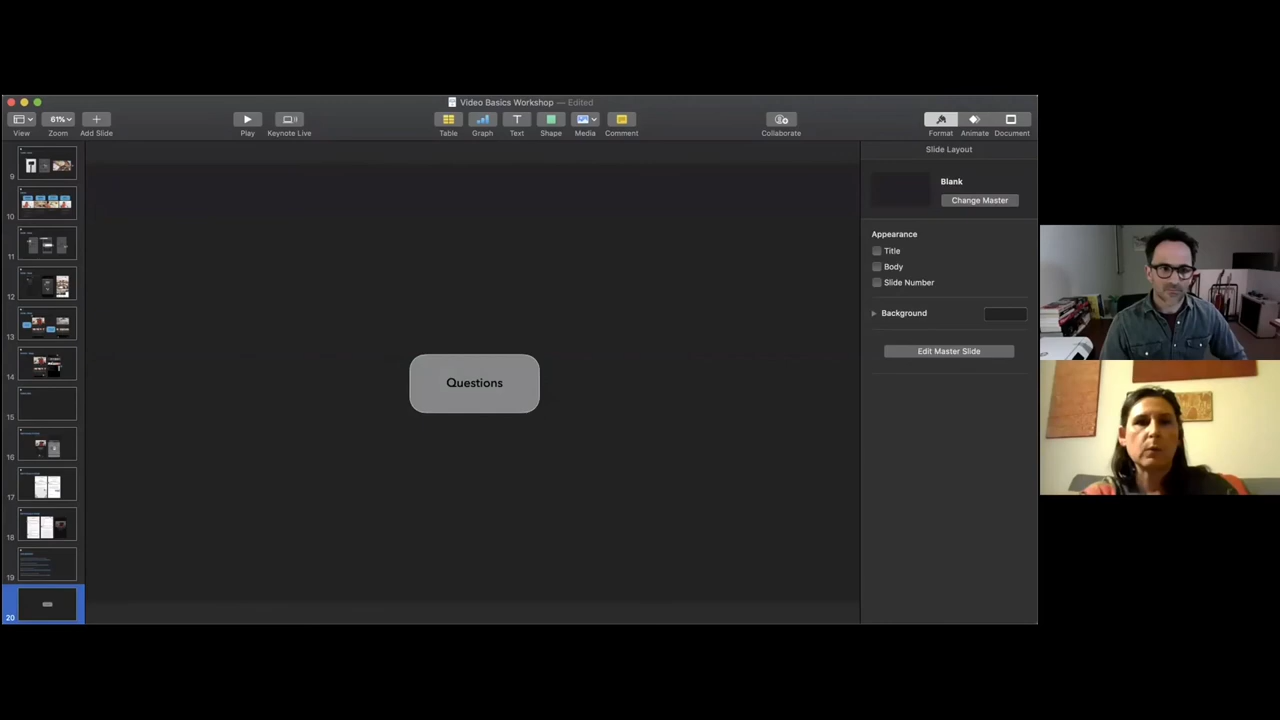 Video Basics Workshop — Edited
61%
View
Zoom
Add Slide
Play
Keynote Live
Table
Graph
Text
Shape
Media
Comment
Collaborate
Format
Animate
Document
Slide Layout
Blank
Change Master
Appearance
Title
Body
Slide Number
Background
Edit Master Slide
Questions
9
10
11
12
13
14
15
16
17
18
19
20